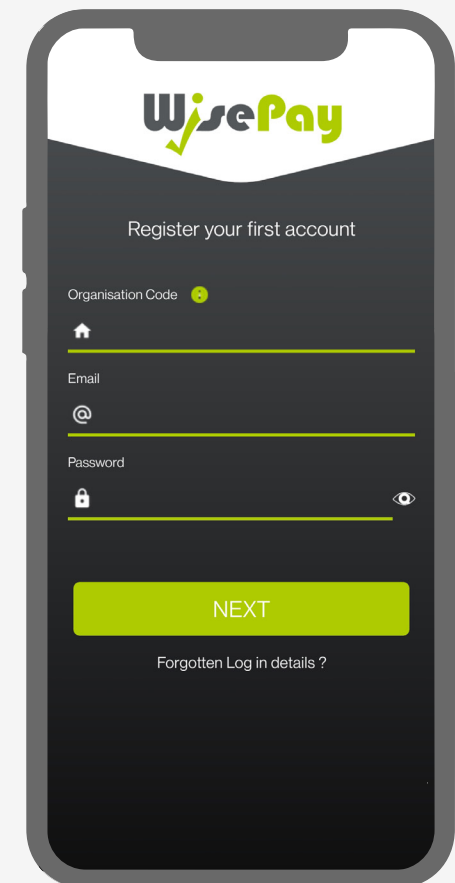 WisePay
Register your first account
Organisation Code
Email
@
Password
NEXT
Forgotten Log in details ?